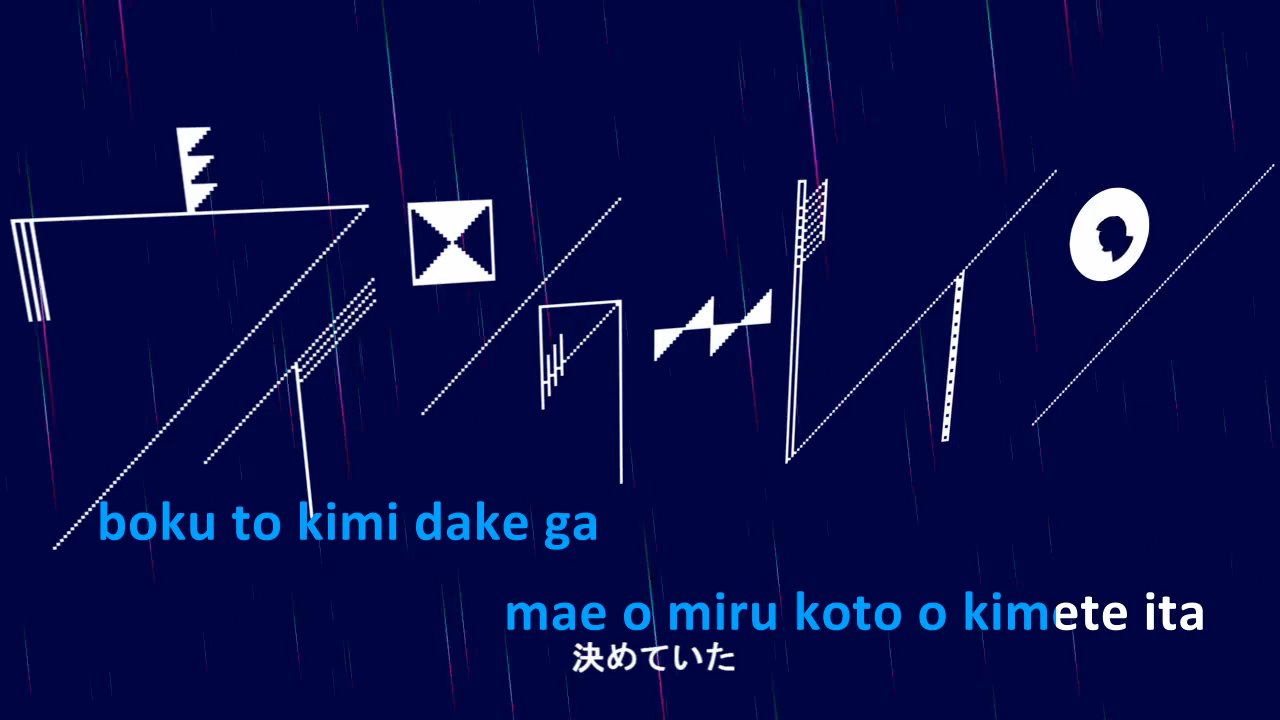 boku to kimi dake ga
mae o miru koto o kimete ita
決めていた